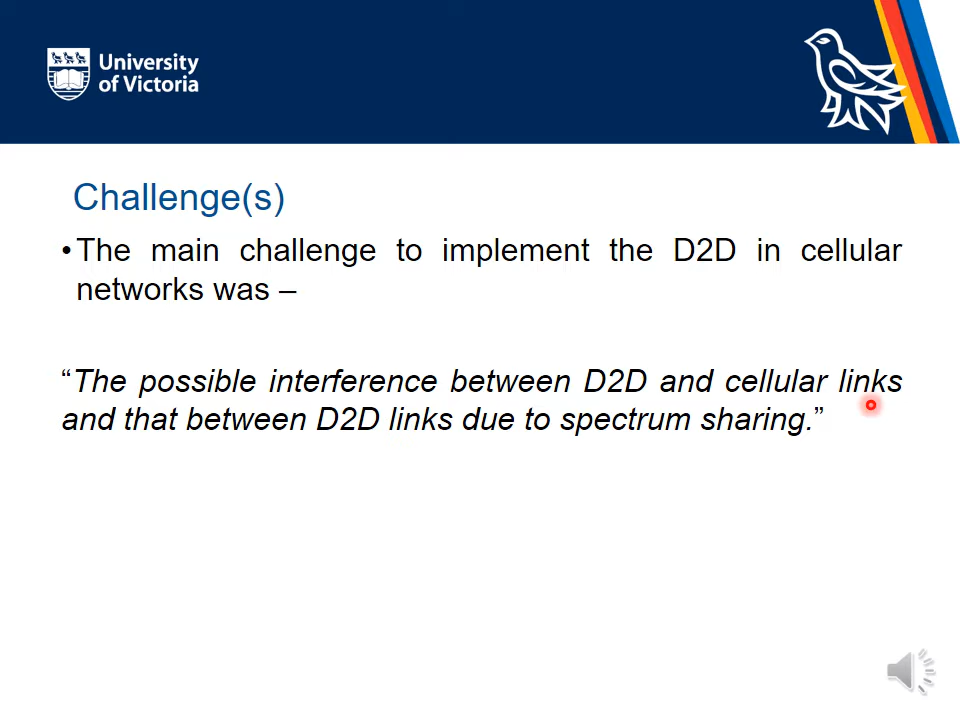 University
of Victoria
Challenge(s)
• The main challenge to implement the D2D in cellular
networks was –
“The possible interference between D2D and cellular links
and that between D2D links due to spectrum sharing.”